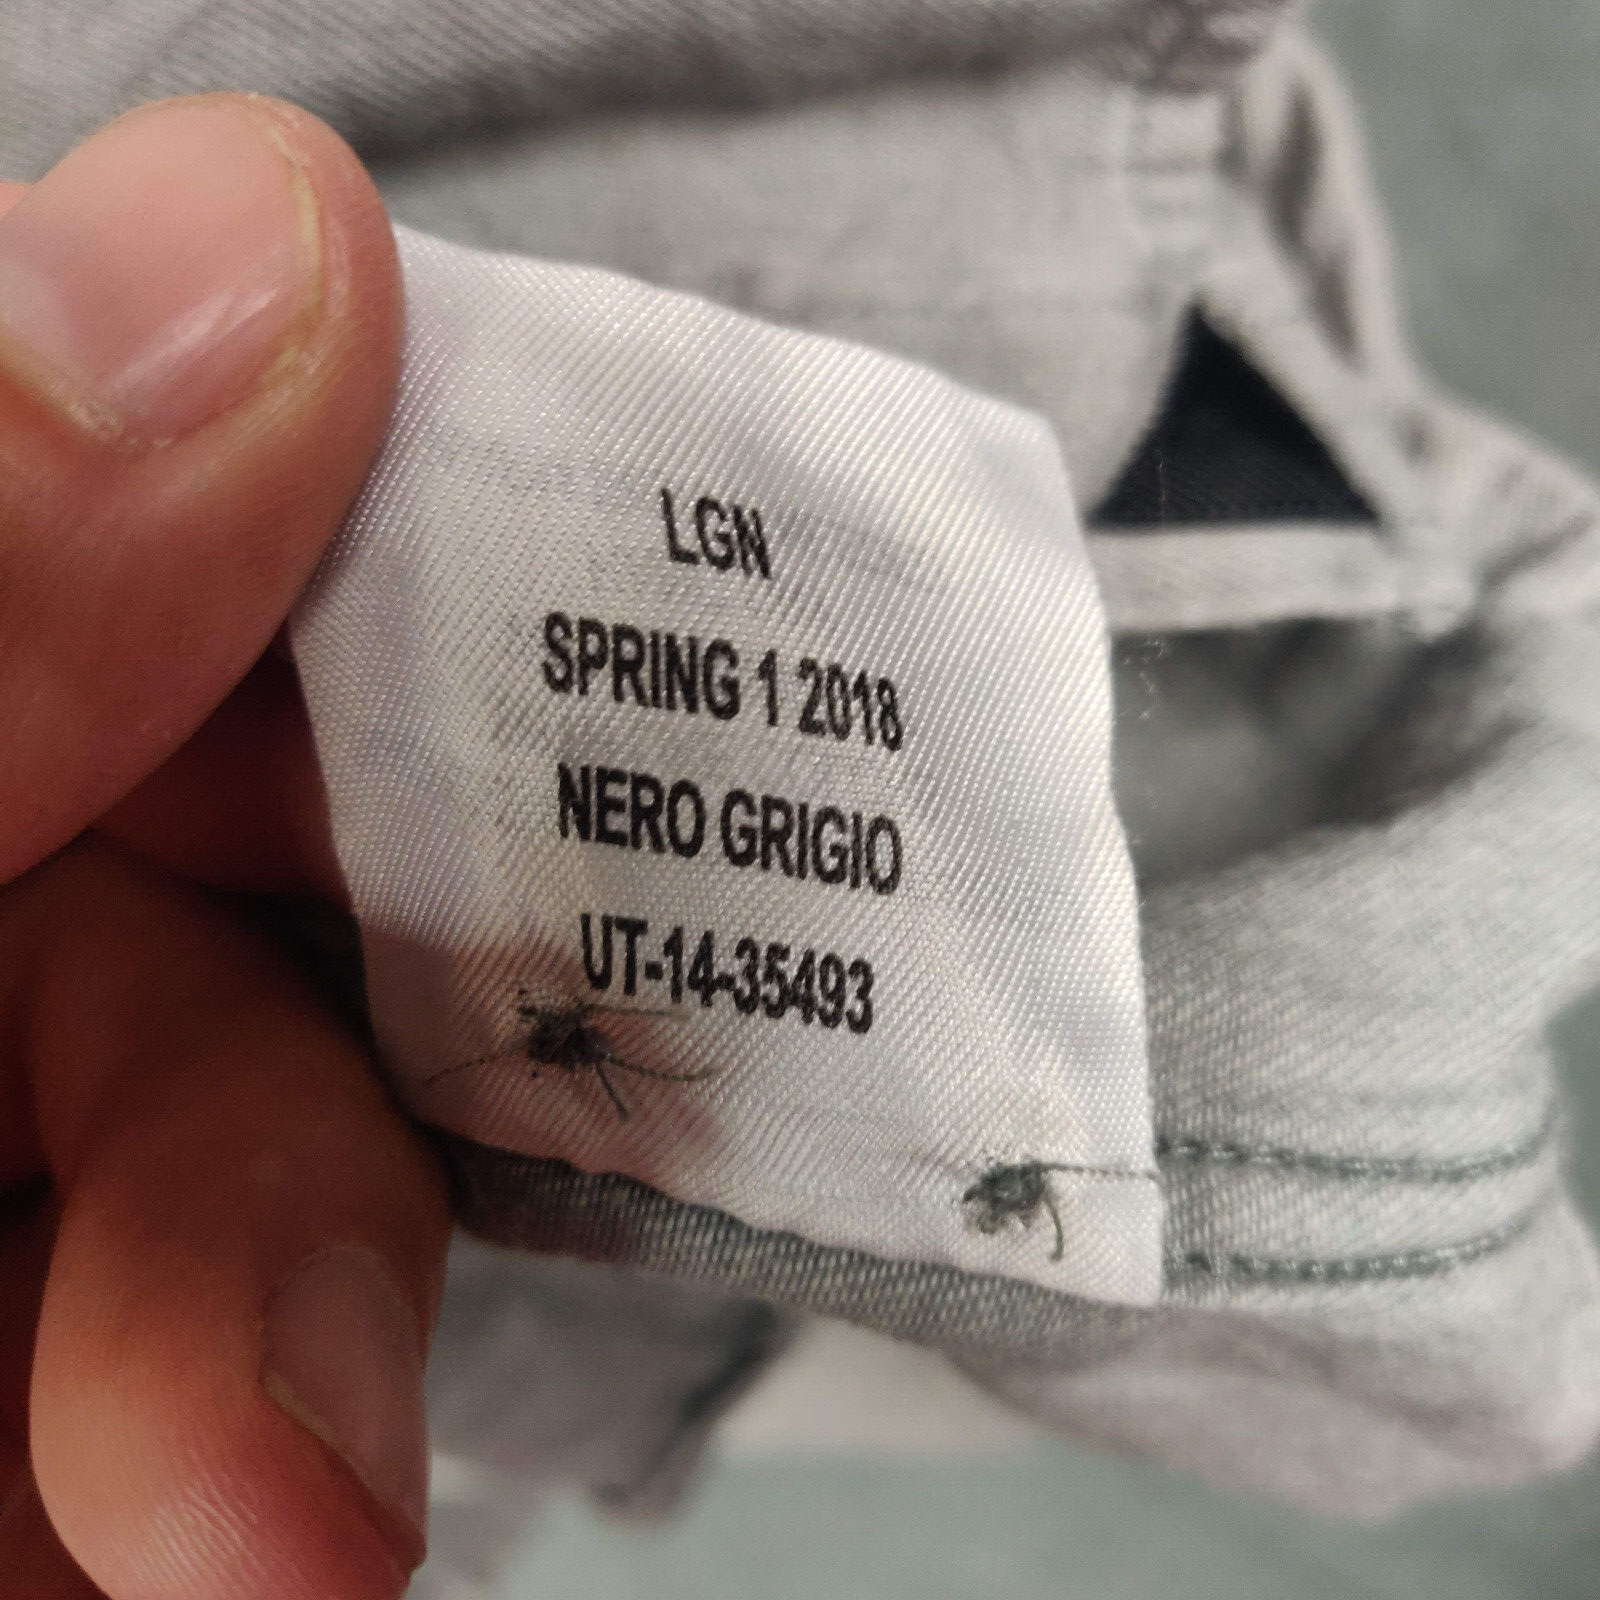 LGN
SPRING 1 2018
NERO GRIGIO
UT-14-35493